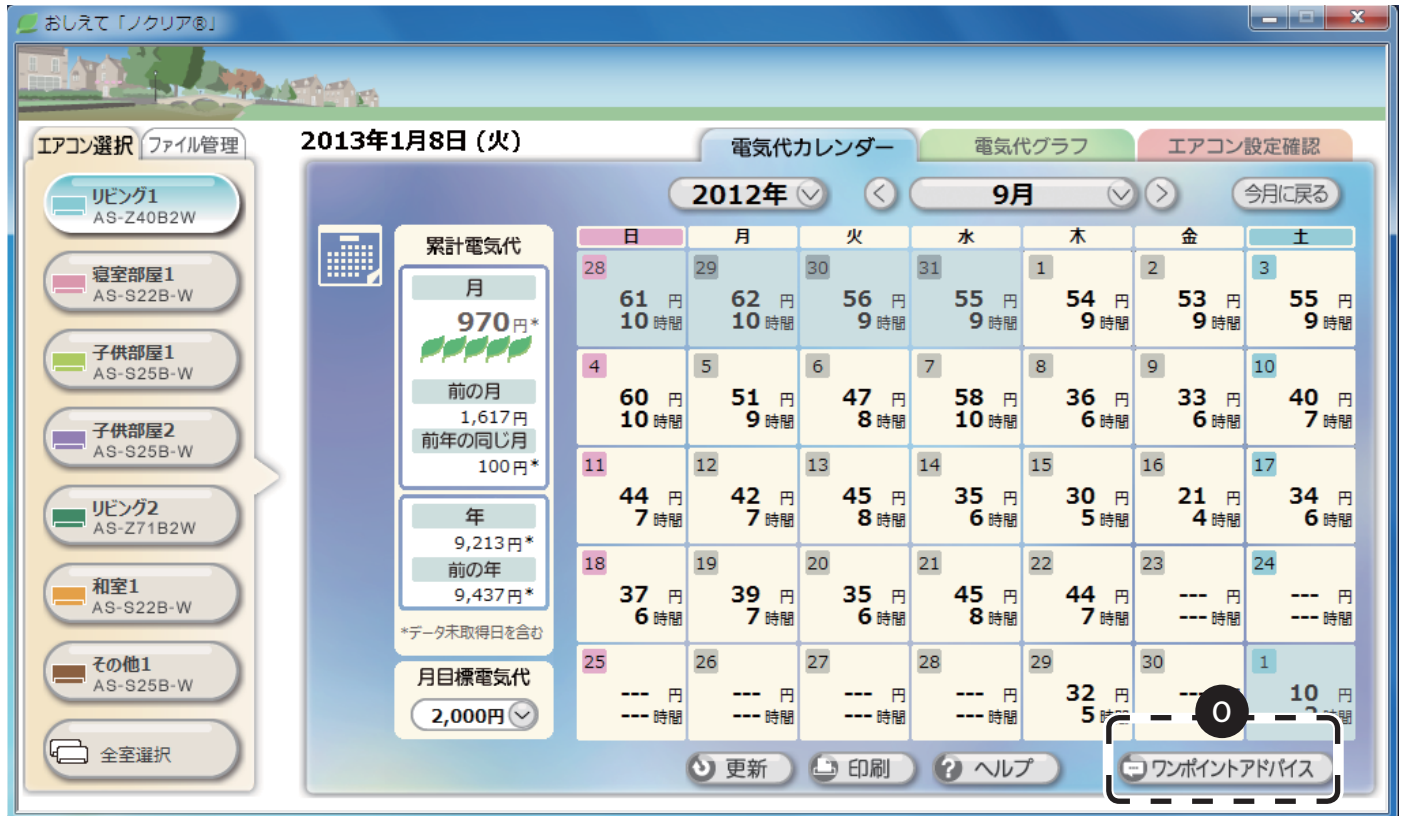 おしえて「ノクリア®」
エアコン選択 ファイル管理
リビング1
AS-Z40B2W
寝室部屋1
AS-S22B-W
子供部屋1
AS-S25B-W
子供部屋2
AS-S25B-W
リビング2
AS-Z71B2W
和室1
AS-S22B-W
その他1
AS-S25B-W
全室選択
2013年1月8日 (火)
電気代カレンダー 電気代グラフ エアコン設定確認
2012年 9月 今月に戻る
累計電気代
月
970円*
前の月
1,617円
前年の同じ月
100円*
年
9,213円*
前の年
9,437円*
*データ未取得日を含む
月目標電気代
2,000円
日 月 火 水 木 金 土
28 29 30 31 1 2 3
61 円 62 円 56 円 55 円 54 円 53 円 55 円
10 時間 10 時間 9 時間 9 時間 9 時間 9 時間 9 時間
4 5 6 7 8 9 10
60 円 51 円 47 円 58 円 36 円 33 円 40 円
10 時間 9 時間 8 時間 10 時間 6 時間 6 時間 7 時間
11 12 13 14 15 16 17
44 円 42 円 45 円 35 円 30 円 21 円 34 円
7 時間 7 時間 8 時間 6 時間 5 時間 4 時間 6 時間
18 19 20 21 22 23 24
37 円 39 円 35 円 45 円 44 円 --- 円 --- 円
6 時間 7 時間 6 時間 8 時間 7 時間 --- 時間 --- 時間
25 26 27 28 29 30 1
--- 円 --- 円 --- 円 --- 円 32 円 --- 10 円
--- 時間 --- 時間 --- 時間 --- 時間 5 時間
O
更新 印刷 ヘルプ ワンポイントアドバイス